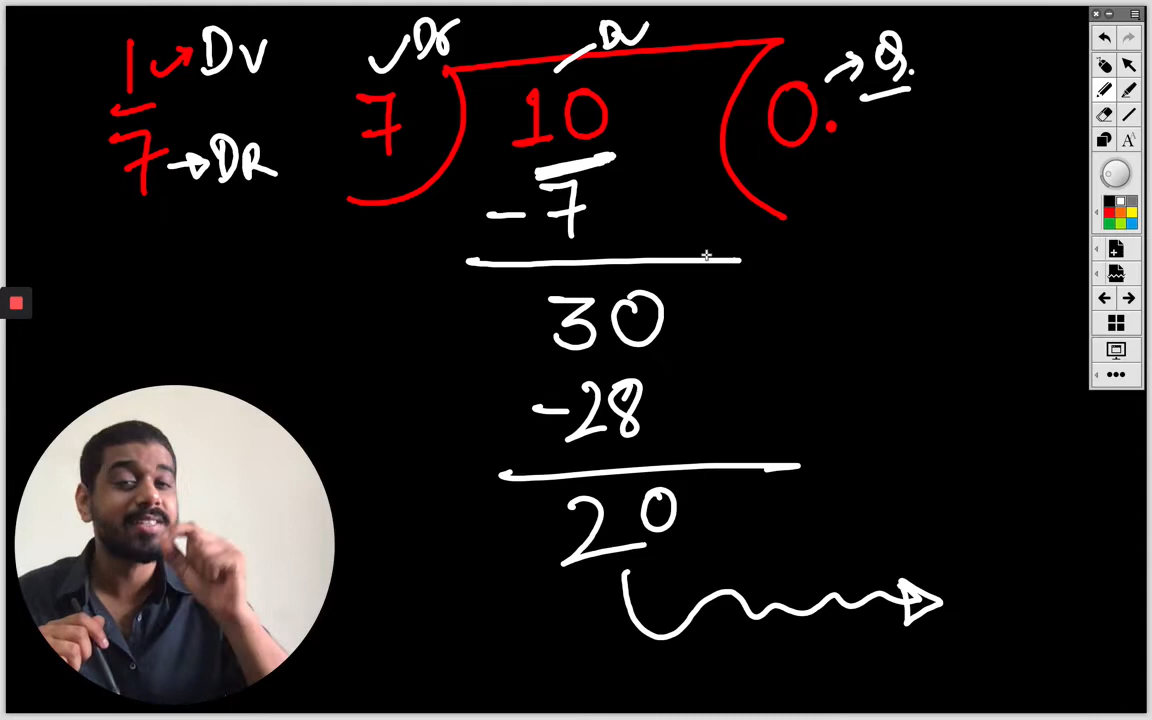 1 → DV
7 → DR
DR
DV
7) 10 (0. → Q.
- 7
30
-28
20
A